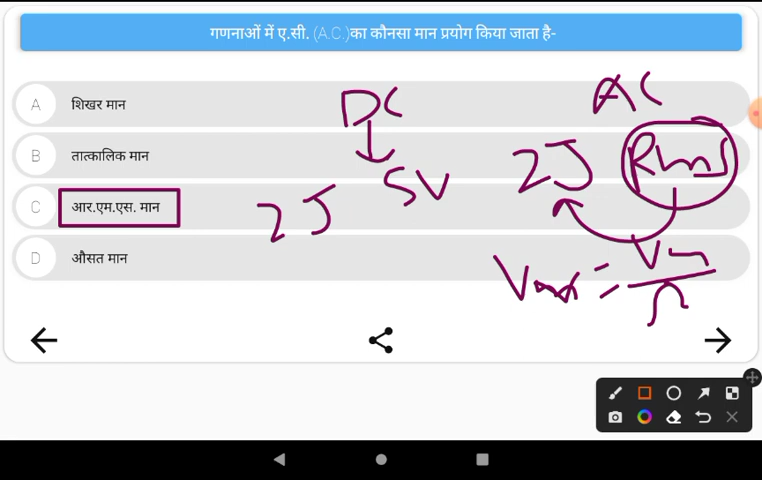 गणनाओं में ए.सी. (A.C.)का कौनसा मान प्रयोग किया जाता है-
A शिखर मान
B तात्कालिक मान
C आर.एम.एस. मान
D औसत मान
DC
AC
2J
5V
2J
Rms